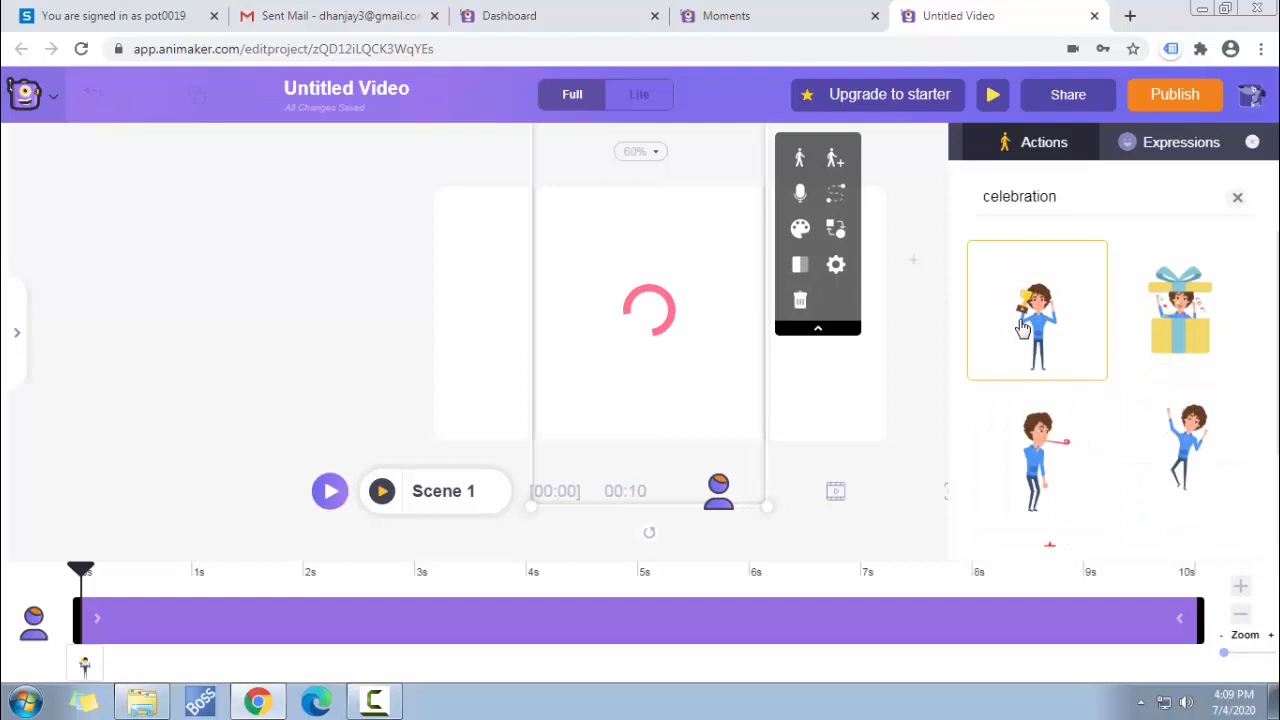 You are signed in as pot0019
Sent Mail - dhanjay3@gmail.con
Dashboard
Moments
Untitled Video
app.animaker.com/editproject/zQD12iLQCK3WqYEs
Untitled Video
All Changes Saved
Full
Lite
Upgrade to starter
Share
Publish
60%
Actions
Expressions
celebration
Scene 1
[00:00]
00:10
1s
2s
3s
4s
5s
6s
7s
8s
9s
10s
- Zoom +
BOSS
4:09 PM
7/4/2020